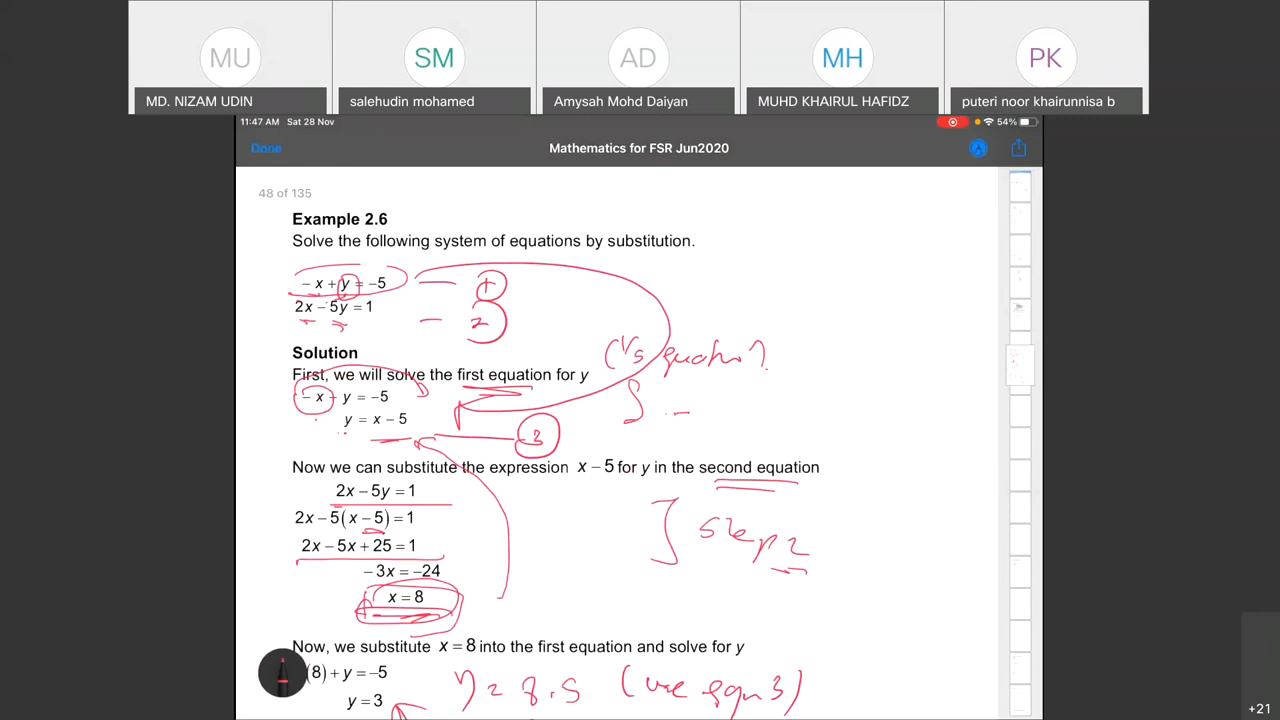 MU
SM
AD
MH
PK
MD. NIZAM UDIN
salehudin mohamed
Amysah Mohd Daiyan
MUHD KHAIRUL HAFIDZ
puteri noor khairunnisa b
11:47 AM Sat 28 Nov
54%
Done
Mathematics for FSR Jun2020
48 of 135
Example 2.6
Solve the following system of equations by substitution.
− x + y = −5 — 1
2x − 5y = 1 — 2
Solution
First, we will solve the first equation for y
− x + y = −5
y = x − 5
3
Now we can substitute the expression x − 5 for y in the second equation
2x − 5y = 1
2x − 5(x − 5) = 1
2x − 5x + 25 = 1
step 2
− 3x = −24
x = 8
Now, we substitute x = 8 into the first equation and solve for y
(8) + y = −5
y = 3
y = 8 - 5 (use eqn 3)
+21